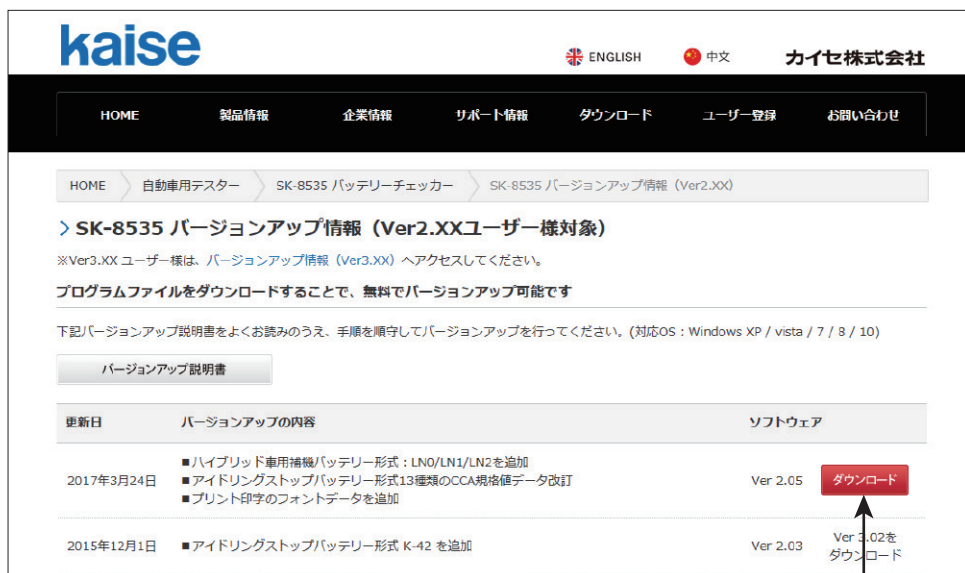 kaise
ENGLISH 中文 カイセ株式会社
HOME 製品情報 企業情報 サポート情報 ダウンロード ユーザー登録 お問い合わせ
HOME 自動車用テスター SK-8535 バッテリーチェッカー SK-8535 バージョンアップ情報（Ver2.XX）
SK-8535 バージョンアップ情報（Ver2.XXユーザー様対象）
※Ver3.XX ユーザー様は、バージョンアップ情報（Ver3.XX）へアクセスしてください。
プログラムファイルをダウンロードすることで、無料でバージョンアップ可能です
下記バージョンアップ説明書をよくお読みのうえ、手順を順守してバージョンアップを行ってください。(対応OS：Windows XP / vista / 7 / 8 / 10)
バージョンアップ説明書
更新日 バージョンアップの内容 ソフトウェア
■ハイブリッド車用補機バッテリー形式：LN0/LN1/LN2を追加
2017年3月24日 ■アイドリングストップバッテリー形式13種類のCCA規格値データ改訂 Ver 2.05 ダウンロード
■プリント印字のフォントデータを追加
2015年12月1日 ■アイドリングストップバッテリー形式 K-42 を追加 Ver 2.03 Ver 3.02を
ダウンロード